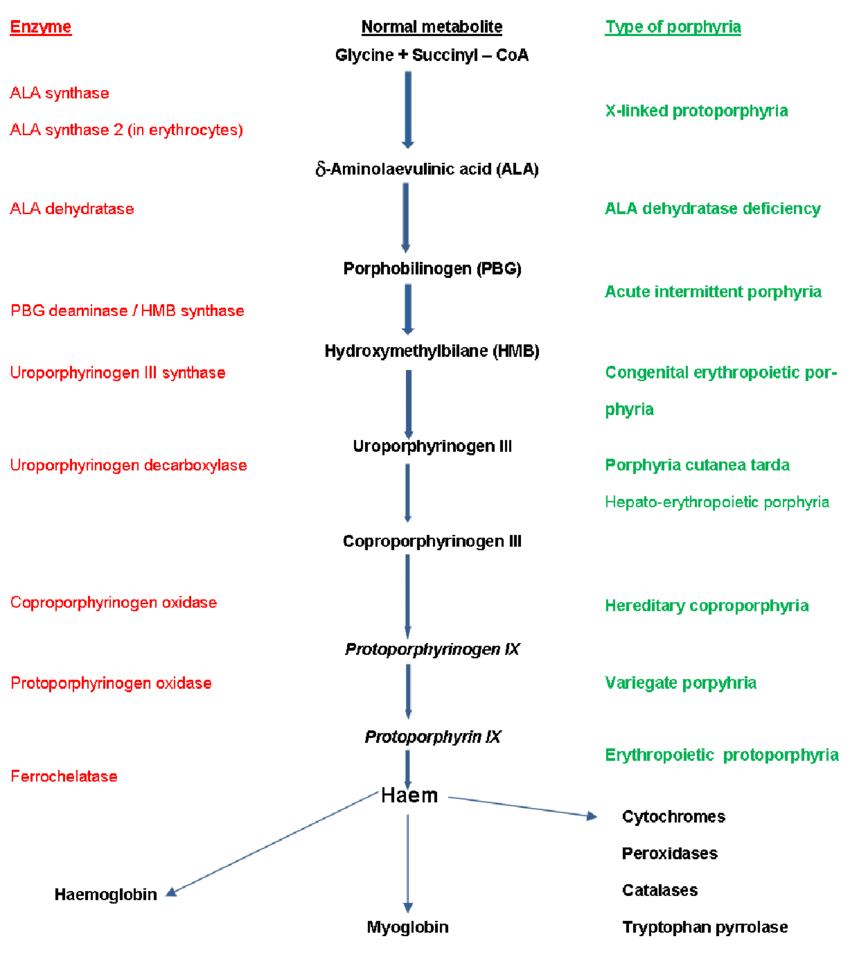 Enzyme Normal metabolite Type of porphyria
Glycine + Succinyl – CoA
ALA synthase
X-linked protoporphyria
ALA synthase 2 (in erythrocytes)
δ-Aminolaevulinic acid (ALA)
ALA dehydratase ALA dehydratase deficiency
Porphobilinogen (PBG)
Acute intermittent porphyria
PBG deaminase / HMB synthase
Hydroxymethylbilane (HMB)
Uroporphyrinogen III synthase Congenital erythropoietic por-
phyria
Uroporphyrinogen III
Uroporphyrinogen decarboxylase Porphyria cutanea tarda
Hepato-erythropoietic porphyria
Coproporphyrinogen III
Coproporphyrinogen oxidase Hereditary coproporphyria
Protoporphyrinogen IX
Protoporphyrinogen oxidase Variegate porpyhria
Protoporphyrin IX
Erythropoietic protoporphyria
Ferrochelatase
Haem
Cytochromes
Peroxidases
Haemoglobin Catalases
Myoglobin Tryptophan pyrrolase